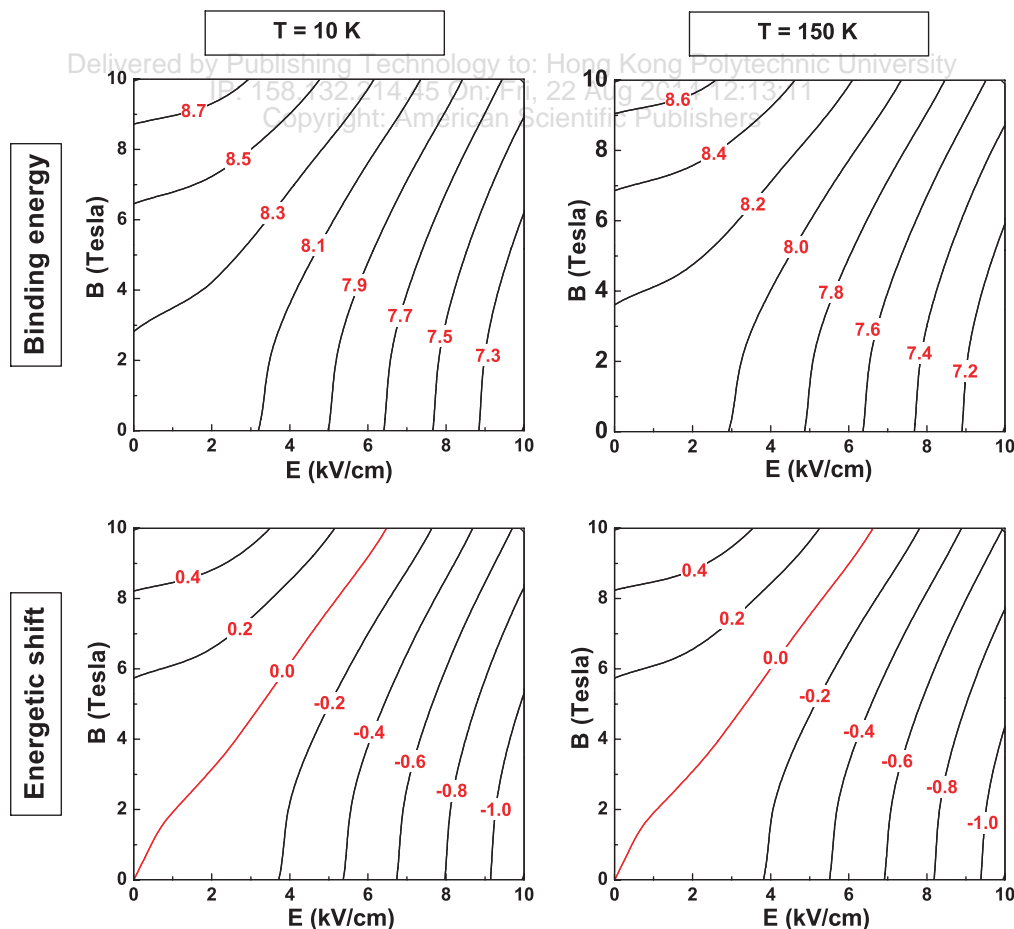 T = 10 K
T = 150 K
Delivered by Publishing Technology to: Hong Kong Polytechnic University
IP: 158.132.214.45 On: Fri, 22 Aug 2014 12:13:11
Copyright: American Scientific Publishers
Binding energy
B (Tesla)
10
8
6
4
2
0
8.7
8.5
8.3
8.1
7.9
7.7
7.5
7.3
0 2 4 6 8 10
E (kV/cm)
B (Tesla)
10
8
6
4
2
0
8.6
8.4
8.2
8.0
7.8
7.6
7.4
7.2
0 2 4 6 8 10
E (kV/cm)
Energetic shift
B (Tesla)
10
8
6
4
2
0
0.4
0.2
0.0
-0.2
-0.4
-0.6
-0.8
-1.0
0 2 4 6 8 10
E (kV/cm)
B (Tesla)
10
8
6
4
2
0
0.4
0.2
0.0
-0.2
-0.4
-0.6
-0.8
-1.0
0 2 4 6 8 10
E (kV/cm)